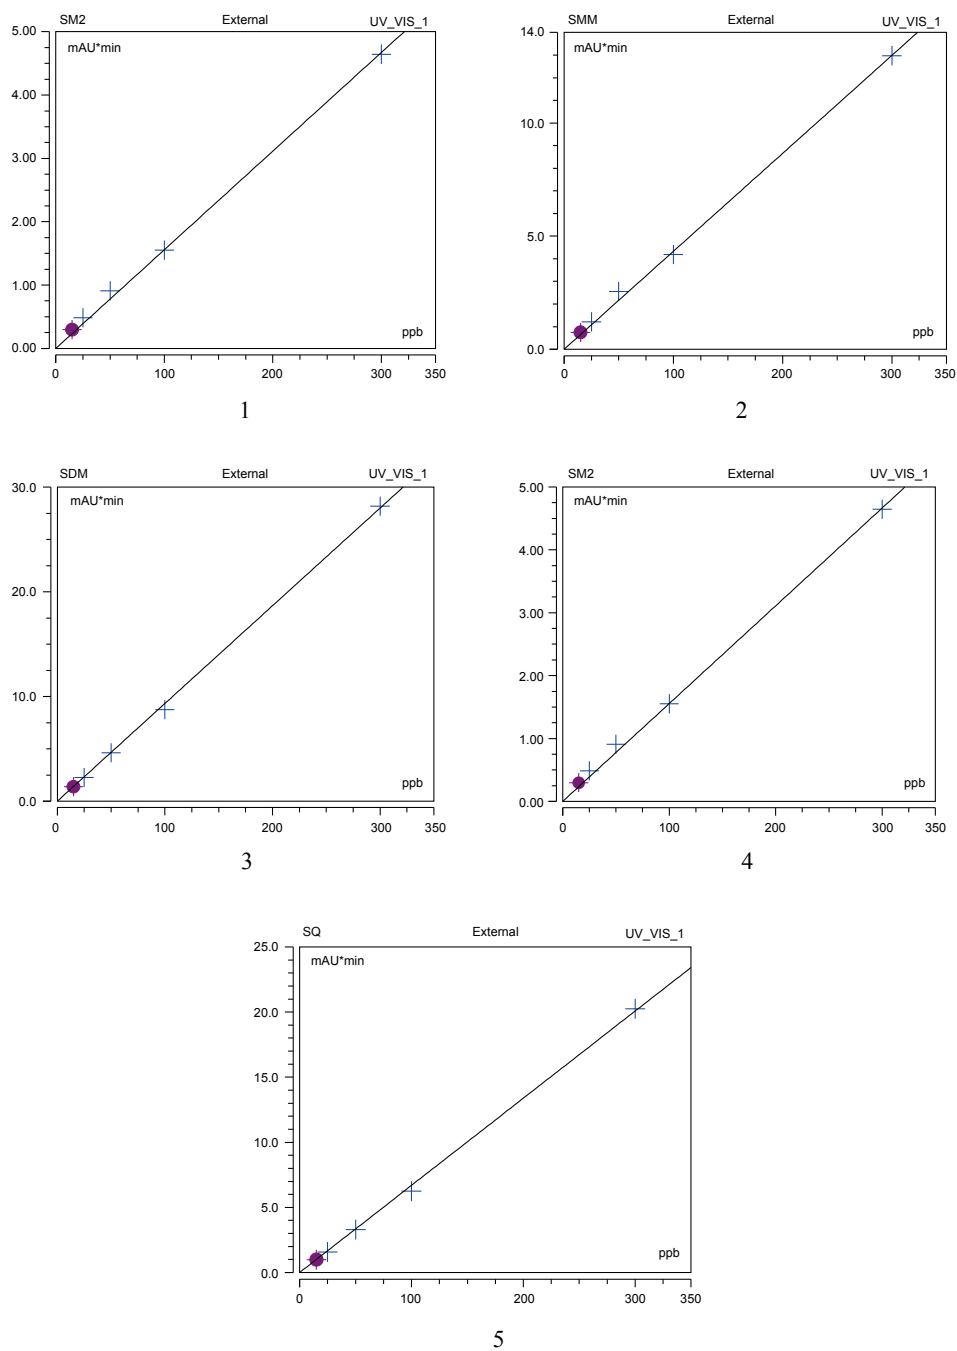 SM2 External UV_VIS_1
mAU*min
5.00
4.00
3.00
2.00
1.00
0.00
ppb
0 100 200 300 350
1
SMM External UV_VIS_1
mAU*min
14.0
10.0
5.0
0.0
ppb
0 100 200 300 350
2
SDM External UV_VIS_1
mAU*min
30.0
20.0
10.0
0.0
ppb
0 100 200 300 350
3
SM2 External UV_VIS_1
mAU*min
5.00
4.00
3.00
2.00
1.00
0.00
ppb
0 100 200 300 350
4
SQ External UV_VIS_1
mAU*min
25.0
20.0
15.0
10.0
5.0
0.0
ppb
0 100 200 300 350
5